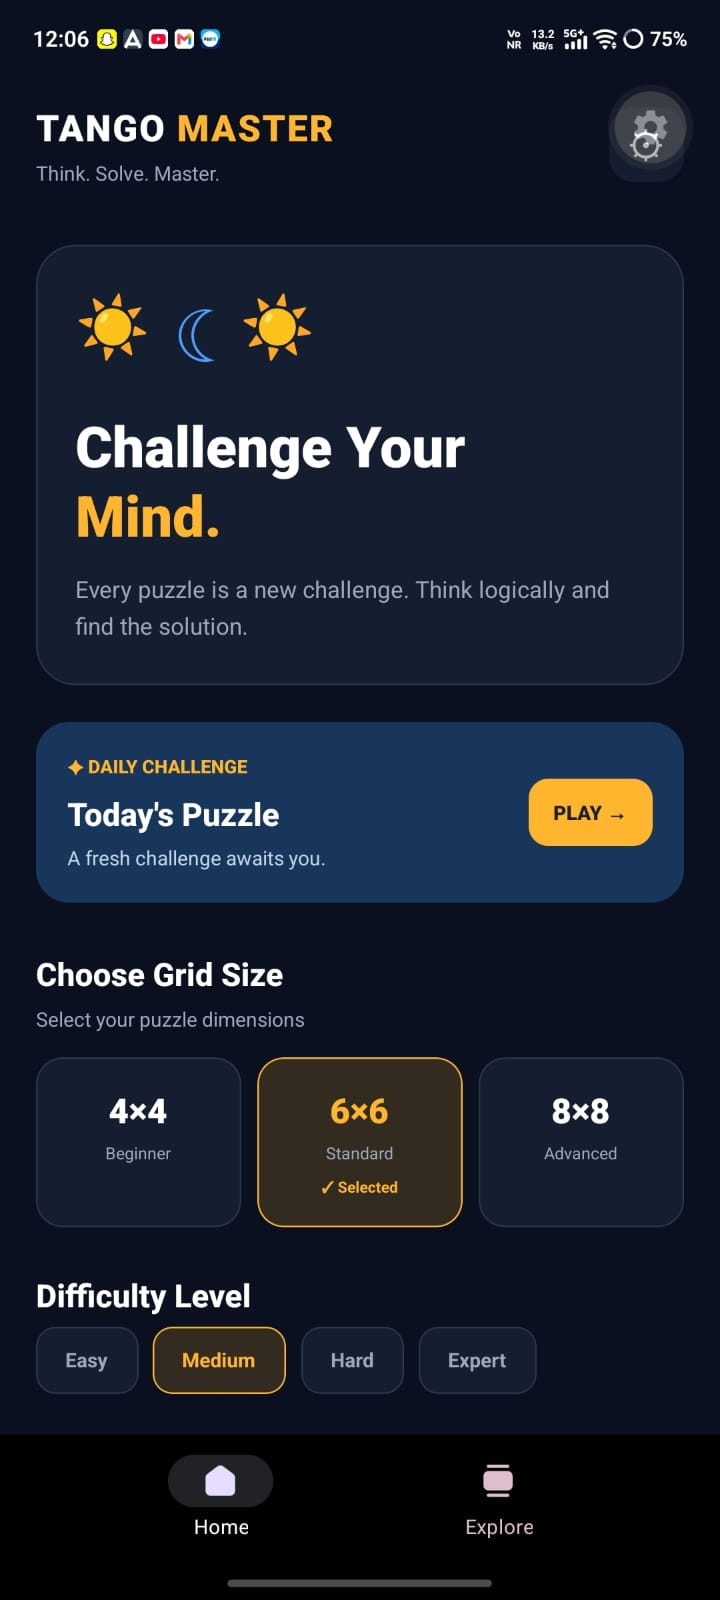 12:06 Vo NR 13.2 KB/s 5G+ 75%
TANGO MASTER
Think. Solve. Master.
Challenge Your
Mind.
Every puzzle is a new challenge. Think logically and
find the solution.
✦ DAILY CHALLENGE
Today's Puzzle
A fresh challenge awaits you.
PLAY →
Choose Grid Size
Select your puzzle dimensions
4×4 6×6 8×8
Beginner Standard Advanced
✓ Selected
Difficulty Level
Easy Medium Hard Expert
Home Explore